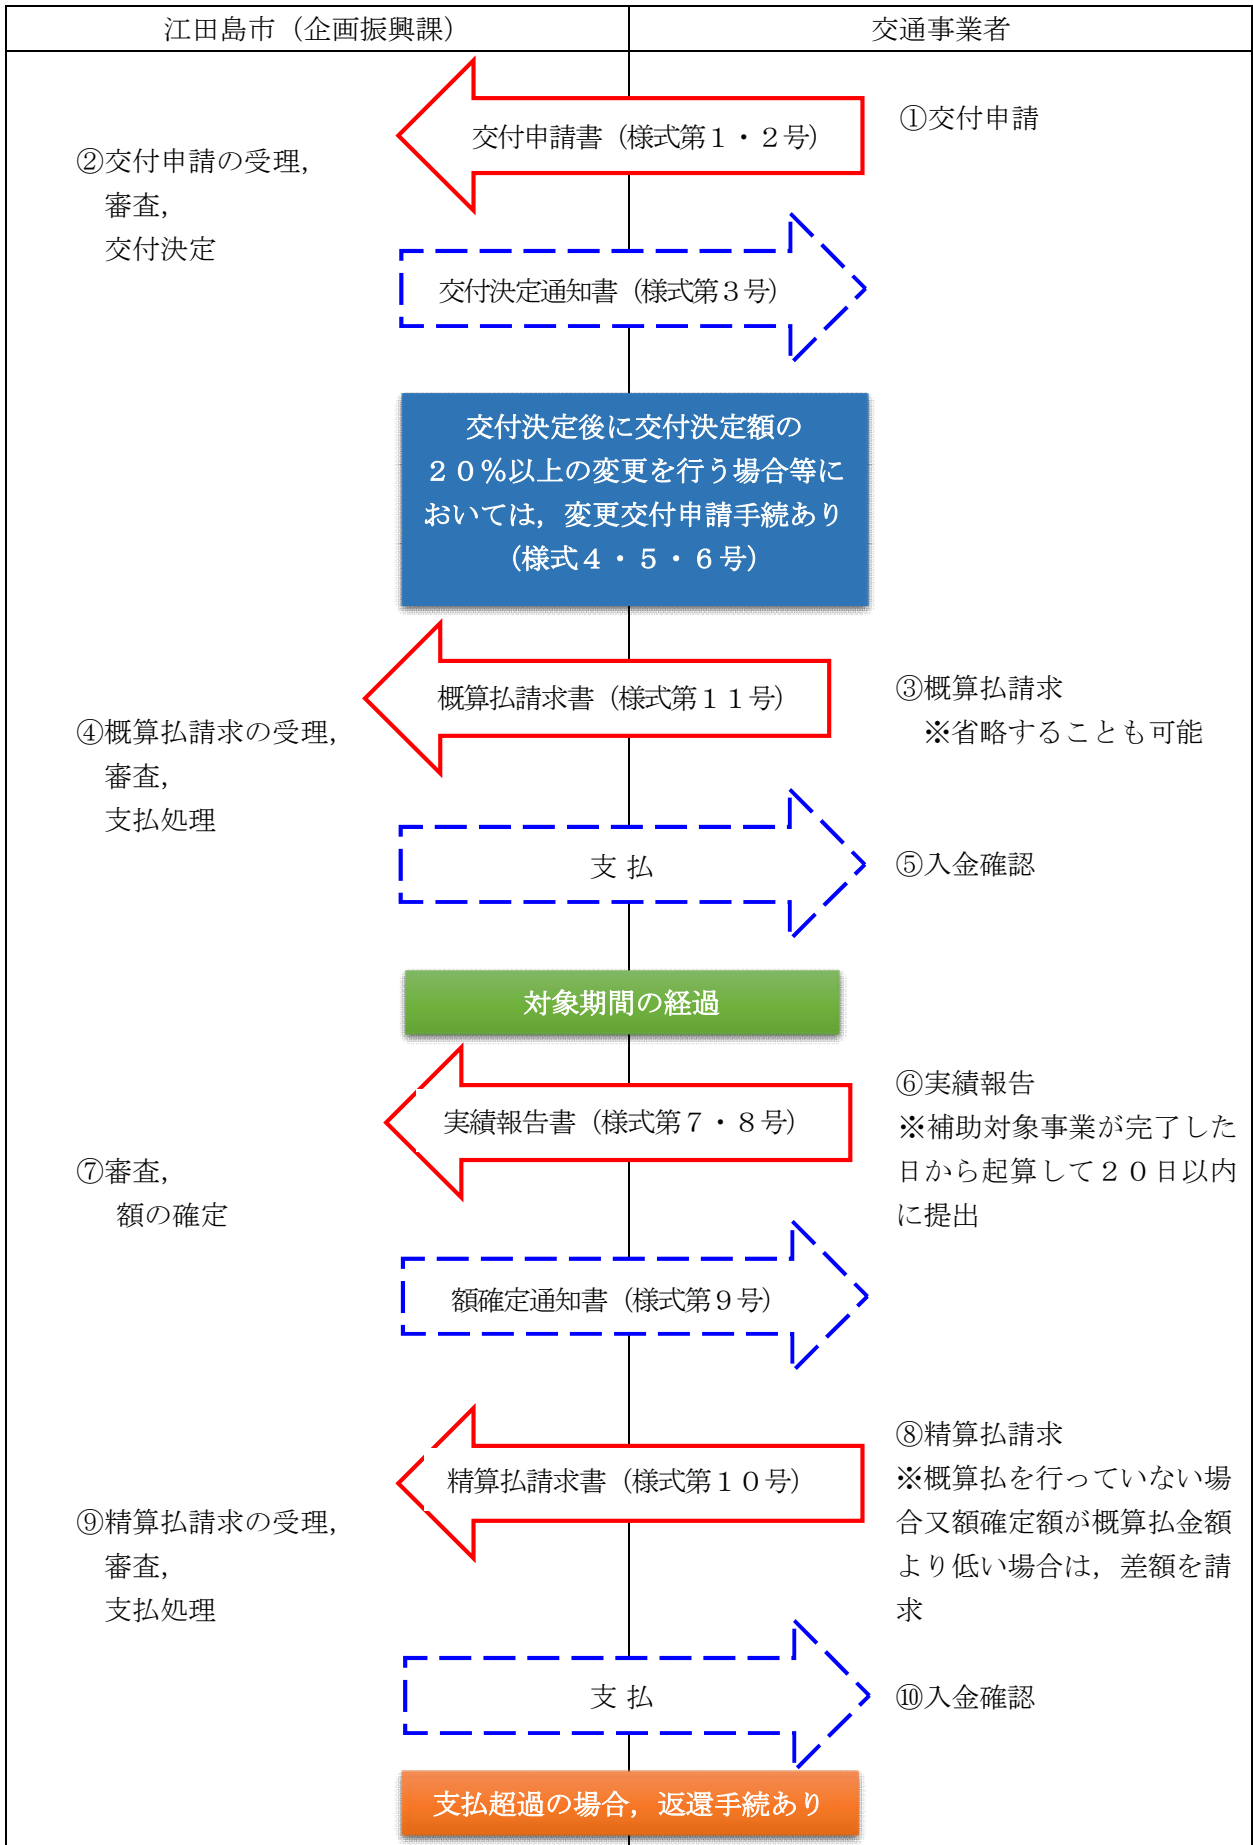 江田島市（企画振興課）
交通事業者
交付申請書（様式第１・２号）
①交付申請
②交付申請の受理，
審査，
交付決定
交付決定通知書（様式第３号）
交付決定後に交付決定額の
２０％以上の変更を行う場合等に
おいては，変更交付申請手続あり
（様式４・５・６号）
概算払請求書（様式第１１号）
③概算払請求
※省略することも可能
④概算払請求の受理，
審査，
支払処理
支 払
⑤入金確認
対象期間の経過
実績報告書（様式第７・８号）
⑥実績報告
※補助対象事業が完了した
日から起算して２０日以内
に提出
⑦審査，
額の確定
額確定通知書（様式第９号）
精算払請求書（様式第１０号）
⑧精算払請求
※概算払を行っていない場
合又額確定額が概算払金額
より低い場合は，差額を請
求
⑨精算払請求の受理，
審査，
支払処理
支 払
⑩入金確認
支払超過の場合，返還手続あり